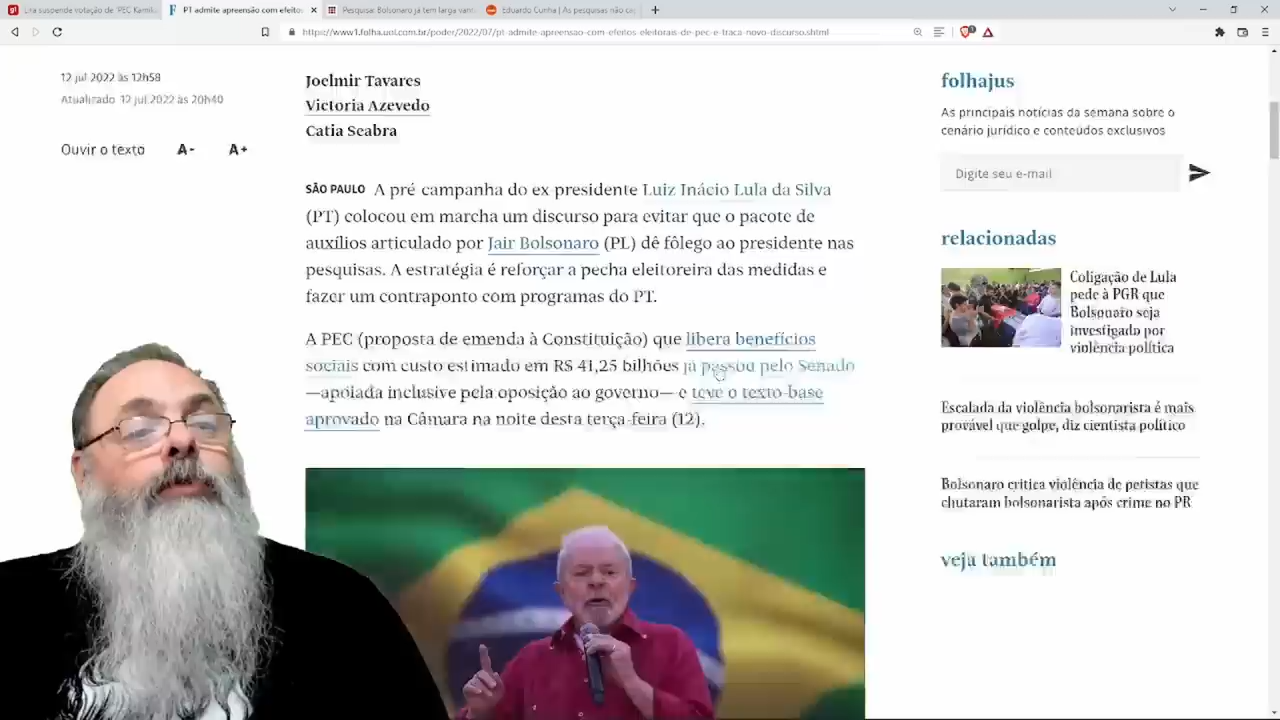 Lira suspende votação de 'PEC Kamik
PT admite apreensão com efeitos
Pesquisa: Bolsonaro já tem larga van
Eduardo Cunha | As pesquisas não
https://www1.folha.uol.com.br/poder/2022/07/pt-admite-apreensao-com-efeitos-eleitorais-de-pec-e-traca-novo-discurso.shtml
12 jul 2022 às 12h58
Atualizado 12 jul 2022 às 20h40
Ouvir o texto A- A+
Joelmir Tavares
Victoria Azevedo
Catia Seabra
SÃO PAULO A pré campanha do ex presidente Luiz Inácio Lula da Silva
(PT) colocou em marcha um discurso para evitar que o pacote de
auxílios articulado por Jair Bolsonaro (PL) dê fôlego ao presidente nas
pesquisas. A estratégia é reforçar a pecha eleitoreira das medidas e
fazer um contraponto com programas do PT.
A PEC (proposta de emenda à Constituição) que libera benefícios
sociais com custo estimado em R$ 41,25 bilhões já passou pelo Senado
—apoiada inclusive pela oposição ao governo— e teve o texto-base
aprovado na Câmara na noite desta terça-feira (12).
folhajus
As principais notícias da semana sobre o
cenário jurídico e conteúdos exclusivos
Digite seu e-mail
relacionadas
Coligação de Lula
pede à PGR que
Bolsonaro seja
investigado por
violência política
Escalada da violência bolsonarista é mais
provável que golpe, diz cientista político
Bolsonaro critica violência de petistas que
chutaram bolsonarista após crime no PR
veja também